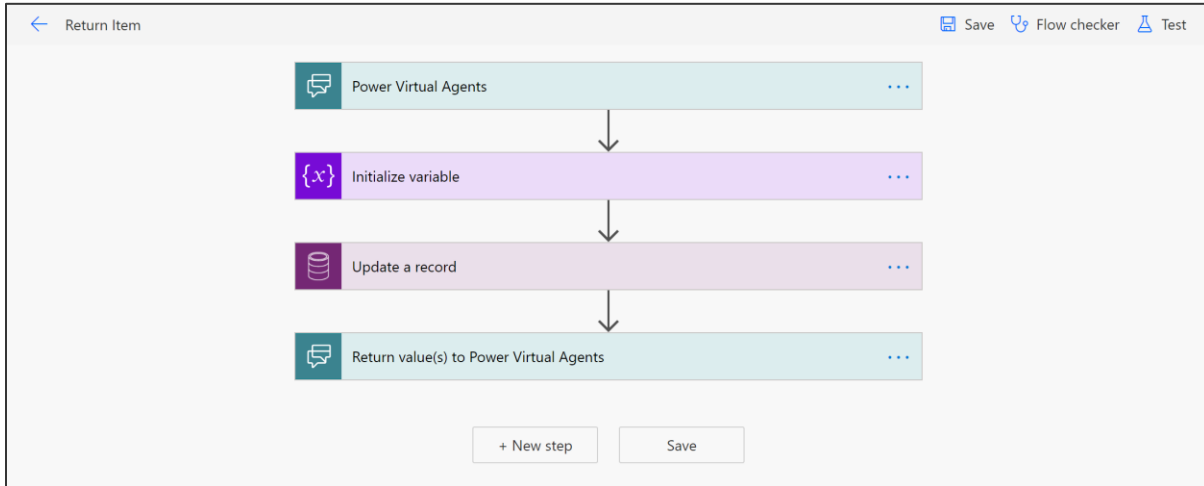 Return Item
Save
Flow checker
Test
Power Virtual Agents
{x} Initialize variable
Update a record
Return value(s) to Power Virtual Agents
+ New step
Save